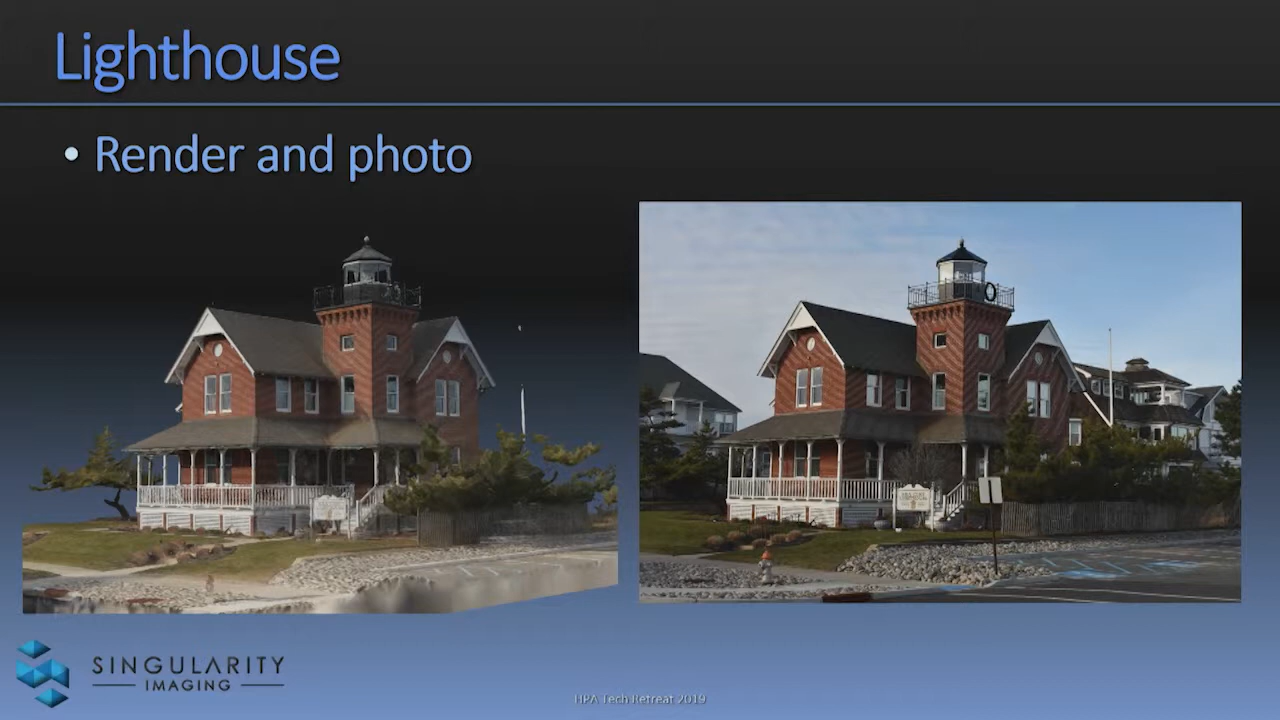 Lighthouse
• Render and photo
SINGULARITY
IMAGING
HPA Tech Retreat 2019